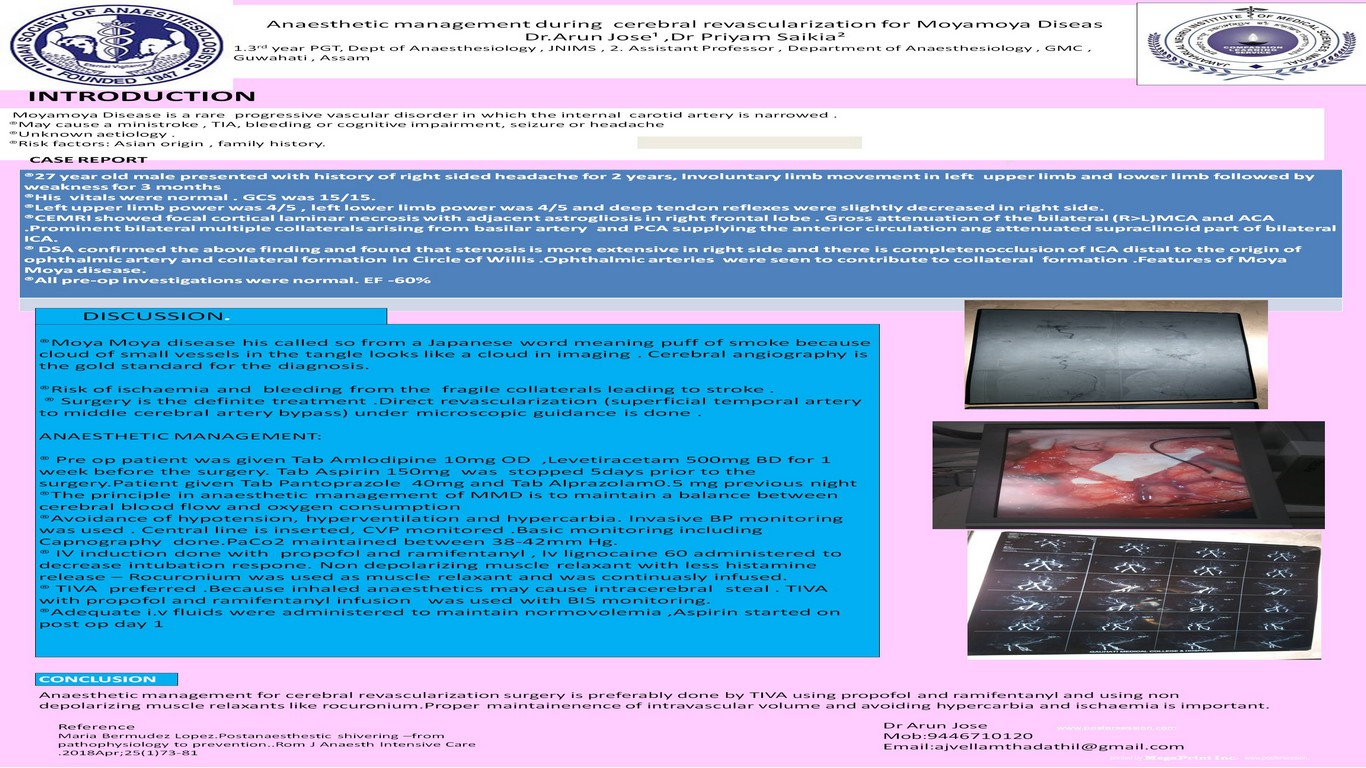 INDIAN SOCIETY OF ANAESTHESIOLOGISTS
Eternal Vigilance
FOUNDED 1947
Anaesthetic management during cerebral revascularization for Moyamoya Diseas
Dr.Arun Jose¹ ,Dr Priyam Saikia²
1.3rd year PGT, Dept of Anaesthesiology , JNIMS , 2. Assistant Professor , Department of Anaesthesiology , GMC ,
Guwahati , Assam
JAWAHARLAL NEHRU INSTITUTE OF MEDICAL SCIENCES, IMPHAL
COMPASSION
LEARNING
SERVICE
INTRODUCTION
Moyamoya Disease is a rare progressive vascular disorder in which the internal carotid artery is narrowed .
®May cause a ministroke , TIA, bleeding or cognitive impairment, seizure or headache
®Unknown aetiology .
®Risk factors: Asian origin , family history.
CASE REPORT
®27 year old male presented with history of right sided headache for 2 years, Involuntary limb movement in left upper limb and lower limb followed by
weakness for 3 months
®His vitals were normal . GCS was 15/15.
®Left upper limb power was 4/5 , left lower limb power was 4/5 and deep tendon reflexes were slightly decreased in right side.
®CEMRI showed focal cortical laminar necrosis with adjacent astrogliosis in right frontal lobe . Gross attenuation of the bilateral (R>L)MCA and ACA
.Prominent bilateral multiple collaterals arising from basilar artery and PCA supplying the anterior circulation ang attenuated supraclinoid part of bilateral
ICA.
® DSA confirmed the above finding and found that stenosis is more extensive in right side and there is completenocclusion of ICA distal to the origin of
ophthalmic artery and collateral formation in Circle of Willis .Ophthalmic arteries were seen to contribute to collateral formation .Features of Moya
Moya disease.
®All pre-op investigations were normal. EF -60%
DISCUSSION.
®Moya Moya disease his called so from a Japanese word meaning puff of smoke because
cloud of small vessels in the tangle looks like a cloud in imaging . Cerebral angiography is
the gold standard for the diagnosis.
®Risk of ischaemia and bleeding from the fragile collaterals leading to stroke .
® Surgery is the definite treatment .Direct revascularization (superficial temporal artery
to middle cerebral artery bypass) under microscopic guidance is done .
ANAESTHETIC MANAGEMENT:
® Pre op patient was given Tab Amlodipine 10mg OD ,Levetiracetam 500mg BD for 1
week before the surgery. Tab Aspirin 150mg was stopped 5days prior to the
surgery.Patient given Tab Pantoprazole 40mg and Tab Alprazolam0.5 mg previous night
®The principle in anaesthetic management of MMD is to maintain a balance between
cerebral blood flow and oxygen consumption
®Avoidance of hypotension, hyperventilation and hypercarbia. Invasive BP monitoring
was used . Central line is inserted, CVP monitored .Basic monitoring including
Capnography done.PaCo2 maintained between 38-42mm Hg.
® IV induction done with propofol and ramifentanyl , Iv lignocaine 60 administered to
decrease intubation respone. Non depolarizing muscle relaxant with less histamine
release – Rocuronium was used as muscle relaxant and was continuasly infused.
® TIVA preferred .Because inhaled anaesthetics may cause intracerebral steal . TIVA
with propofol and ramifentanyl infusion was used with BIS monitoring.
®Adequate i.v fluids were administered to maintain normovolemia ,Aspirin started on
post op day 1
GAUHATI MEDICAL COLLEGE & HOSPITAL
CONCLUSION
Anaesthetic management for cerebral revascularization surgery is preferably done by TIVA using propofol and ramifentanyl and using non
depolarizing muscle relaxants like rocuronium.Proper maintainenence of intravascular volume and avoiding hypercarbia and ischaemia is important.
Reference
Maria Bermudez Lopez.Postanaesthestic shivering –from
pathophysiology to prevention..Rom J Anaesth Intensive Care
.2018Apr;25(1)73-81
Dr Arun Jose
Mob:9446710120
Email:ajvellamthadathil@gmail.com
www.postersession.com
MegaPrint Inc.